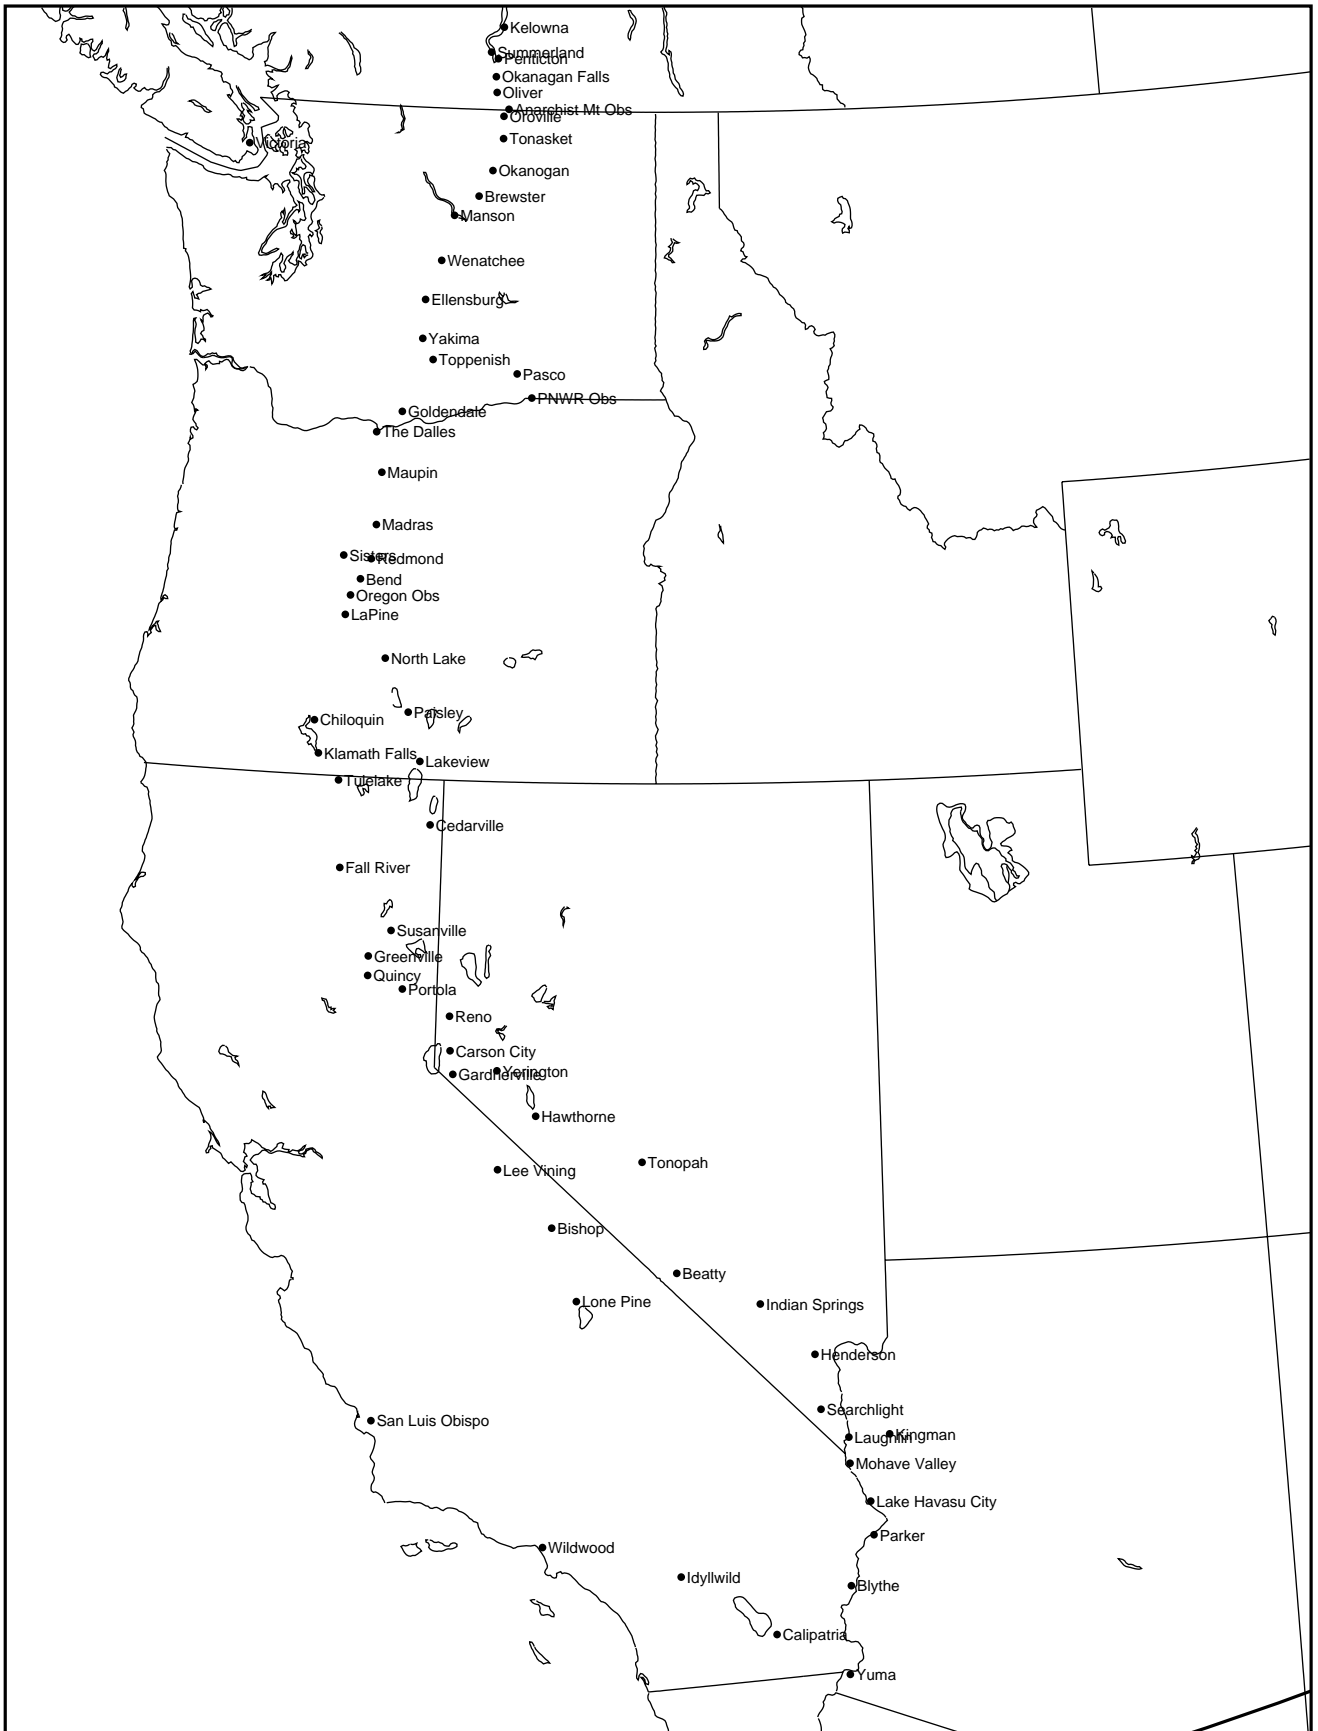 Kelowna
Summerland
Penticton
Okanagan Falls
Oliver
Anarchist Mt Obs
Oroville
Tonasket
Victoria
Okanogan
Brewster
Manson
Wenatchee
Ellensburg
Yakima
Toppenish
Pasco
PNWR Obs
Goldendale
The Dalles
Maupin
Madras
Sisters
Redmond
Bend
Oregon Obs
LaPine
North Lake
Paisley
Chiloquin
Klamath Falls
Lakeview
Tulelake
Cedarville
Fall River
Susanville
Greenville
Quincy
Portola
Reno
Carson City
Yerington
Gardnerville
Hawthorne
Tonopah
Lee Vining
Bishop
Beatty
Lone Pine
Indian Springs
Henderson
Searchlight
San Luis Obispo
Kingman
Laughlin
Mohave Valley
Lake Havasu City
Parker
Wildwood
Idyllwild
Blythe
Calipatria
Yuma